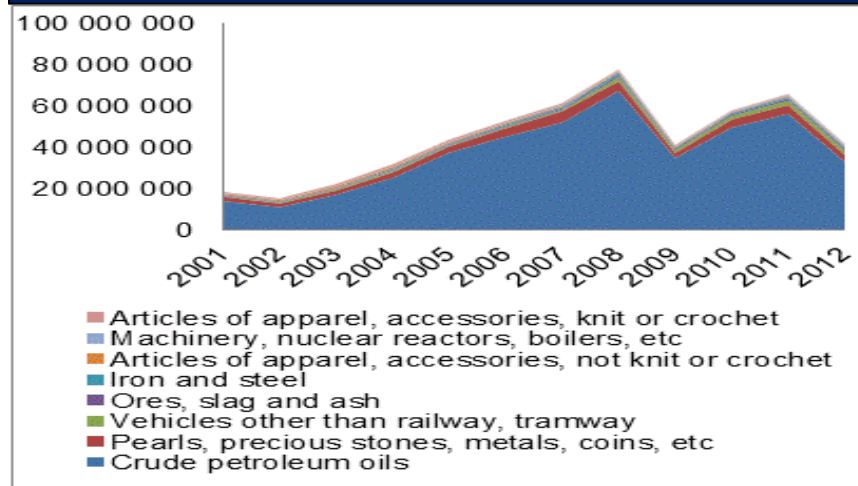 100 000 000
80 000 000
60 000 000
40 000 000
20 000 000
0
2001 2002 2003 2004 2005 2006 2007 2008 2009 2010 2011 2012
Articles of apparel, accessories, knit or crochet
Machinery, nuclear reactors, boilers, etc
Articles of apparel, accessories, not knit or crochet
Iron and steel
Ores, slag and ash
Vehicles other than railway, tramway
Pearls, precious stones, metals, coins, etc
Crude petroleum oils